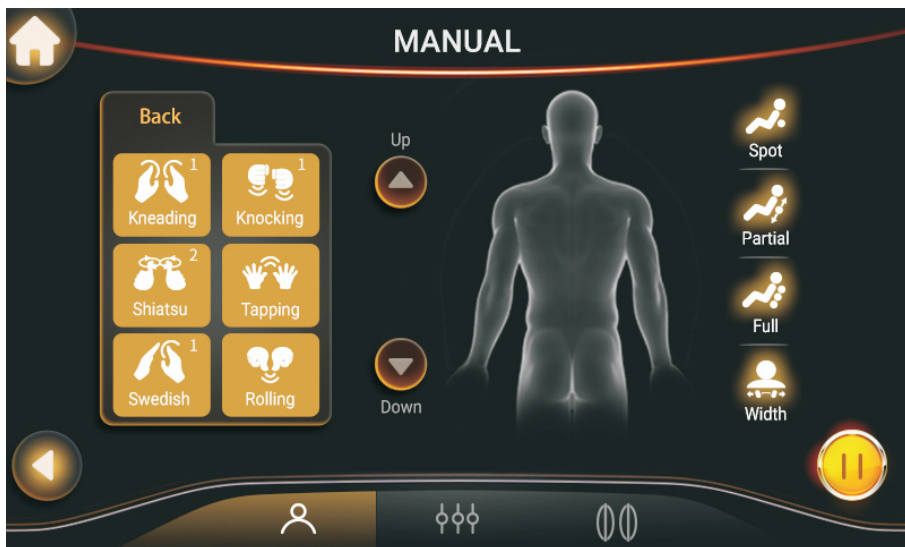 MANUAL
Back
1
Kneading
1
Knocking
2
Shiatsu
Tapping
1
Swedish
Rolling
Up
Down
Spot
Partial
Full
Width